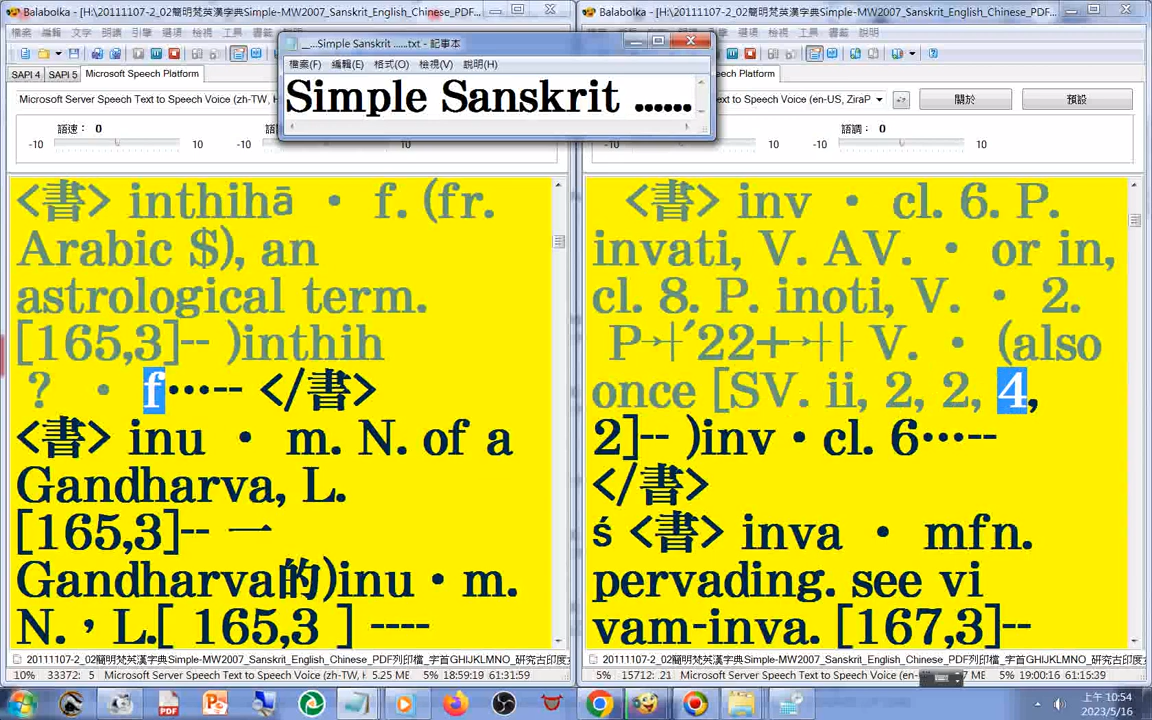 Balabolka - [H:\20111107-2_02簡明梵英漢字典Simple-MW2007_Sanskrit_English_Chinese_PDF...
Balabolka - [H:\20111107-2_02簡明梵英漢字典Simple-MW2007_Sanskrit_English_Chinese_PDF...
__...Simple Sanskrit ......txt - 記事本
檔案(F) 編輯(E) 格式(O) 檢視(V) 說明(H)
Simple Sanskrit ......
SAPI 4 SAPI 5 Microsoft Speech Platform
Microsoft Server Speech Text to Speech Voice (zh-TW, H
ext to Speech Voice (en-US, ZiraP
關於 預設
語速: 0
-10 10 -10 10
語調: 0
-10 10
<書> inthihā • f. (fr.
Arabic $), an
astrological term.
[165,3]-- )inthih
? • f…-- </書>
<書> inu • m. N. of a
Gandharva, L.
[165,3]-- 一
Gandharva的)inu•m.
N.，L.[ 165,3 ] ----
<書> inv • cl. 6. P.
invati, V. AV. • or in,
cl. 8. P. inoti, V. • 2.
V. • (also
once [SV. ii, 2, 2, 4,
2]-- )inv•cl. 6…--
</書>
ś <書> inva • mfn.
pervading. see vi
vam-inva. [167,3]--
20111107-2_02簡明梵英漢字典Simple-MW2007_Sanskrit_English_Chinese_PDF列印檔_字首GHIJKLMNO_研究古印度
20111107-2_02簡明梵英漢字典Simple-MW2007_Sanskrit_English_Chinese_PDF列印檔_字首GHIJKLMNO_研究古印度
10% 33372: 5 Microsoft Server Speech Text to Speech Voice (zh-TW, 5.25 MB 10% 18:59:19 61:31:59
5% 15712: 21 Microsoft Server Speech Text to Speech Voice (en-US, 5% 19:00:16 61:15:39
上午 10:54
2023/5/16